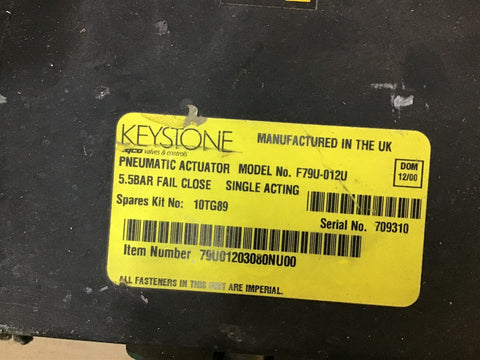 KEYSTONE
MANUFACTURED IN THE UK
tyco valves & controls
PNEUMATIC ACTUATOR MODEL No. F79U-012U
DOM
12/00
5.5BAR FAIL CLOSE SINGLE ACTING
Spares Kit No: 10TG89
Serial No. 709310
Item Number 79U01203080NU00
ALL FASTENERS IN THIS UNIT ARE IMPERIAL.